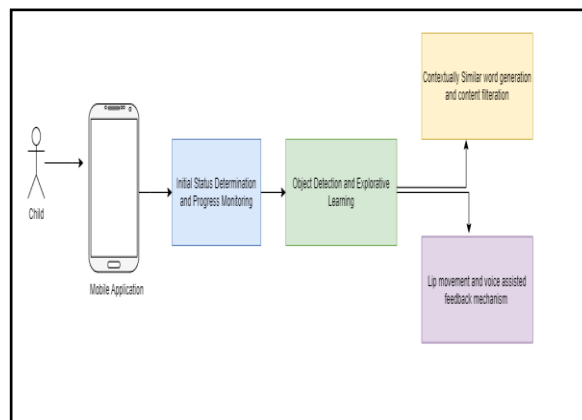 Child
Mobile Application
Initial Status Determination
and Progress Monitoring
Object Detection and Explorative
Learning
Contextually Similar word generation
and content filteration
Lip movement and voice assisted
feedback mechanism